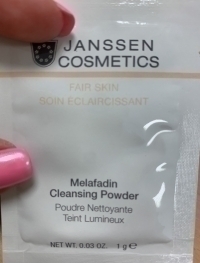 JANSSEN
COSMETICS
FAIR SKIN
SOIN ECLAIRCISSANT
Melafadin
Cleansing Powder
Poudre Nettoyante
Teint Lumineux
NET WT. 0.03 OZ. 1 g ℮